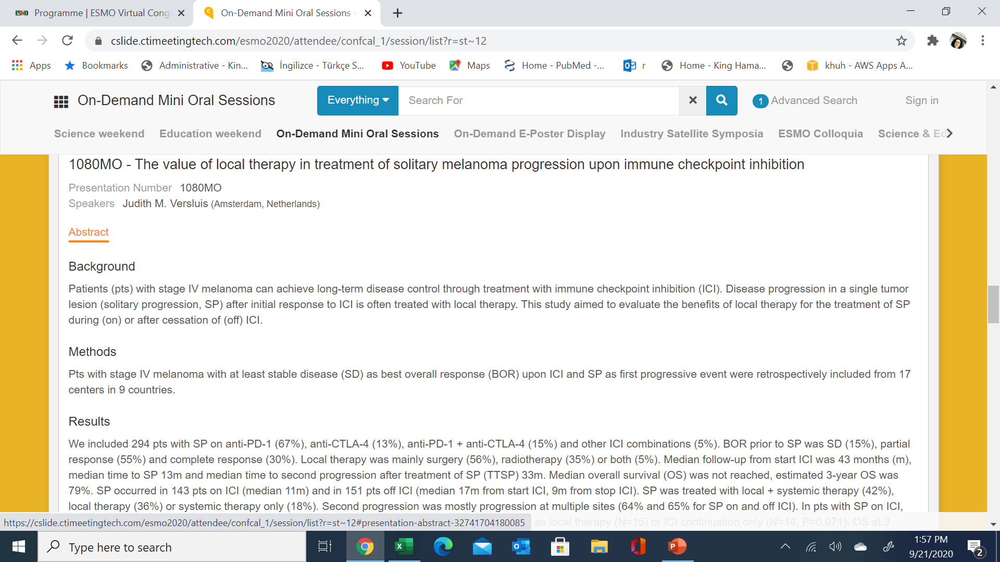 Programme | ESMO Virtual Cong
On-Demand Mini Oral Sessions -
cslide.ctimeetingtech.com/esmo2020/attendee/confcal_1/session/list?r=st~12
Apps
Bookmarks
Administrative - Kin...
İngilizce - Türkçe S...
YouTube
Maps
Home - PubMed -...
r
Home - King Hama...
khuh - AWS Apps A...
On-Demand Mini Oral Sessions
Everything
Search For
1 Advanced Search
Sign in
Science weekend
Education weekend
On-Demand Mini Oral Sessions
On-Demand E-Poster Display
Industry Satellite Symposia
ESMO Colloquia
Science & Ed
1080MO - The value of local therapy in treatment of solitary melanoma progression upon immune checkpoint inhibition
Presentation Number 1080MO
Speakers Judith M. Versluis (Amsterdam, Netherlands)
Abstract
Background
Patients (pts) with stage IV melanoma can achieve long-term disease control through treatment with immune checkpoint inhibition (ICI). Disease progression in a single tumor
lesion (solitary progression, SP) after initial response to ICI is often treated with local therapy. This study aimed to evaluate the benefits of local therapy for the treatment of SP
during (on) or after cessation of (off) ICI.
Methods
Pts with stage IV melanoma with at least stable disease (SD) as best overall response (BOR) upon ICI and SP as first progressive event were retrospectively included from 17
centers in 9 countries.
Results
We included 294 pts with SP on anti-PD-1 (67%), anti-CTLA-4 (13%), anti-PD-1 + anti-CTLA-4 (15%) and other ICI combinations (5%). BOR prior to SP was SD (15%), partial
response (55%) and complete response (30%). Local therapy was mainly surgery (56%), radiotherapy (35%) or both (5%). Median follow-up from start ICI was 43 months (m),
median time to SP 13m and median time to second progression after treatment of SP (TTSP) 33m. Median overall survival (OS) was not reached, estimated 3-year OS was
79%. SP occurred in 143 pts on ICI (median 11m) and in 151 pts off ICI (median 17m from start ICI, 9m from stop ICI). SP was treated with local + systemic therapy (42%),
local therapy (36%) or systemic therapy only (18%). Second progression was mostly progression at multiple sites (64% and 65% for SP on and off ICI). In pts with SP on ICI,
as local therapy (N=15) or ICI continuation only (N=14, P=0.971). OS at 3
https://cslide.ctimeetingtech.com/esmo2020/attendee/confcal_1/session/list?r=st~12#presentation-abstract-32741704180085
Type here to search
1:57 PM
9/21/2020
2